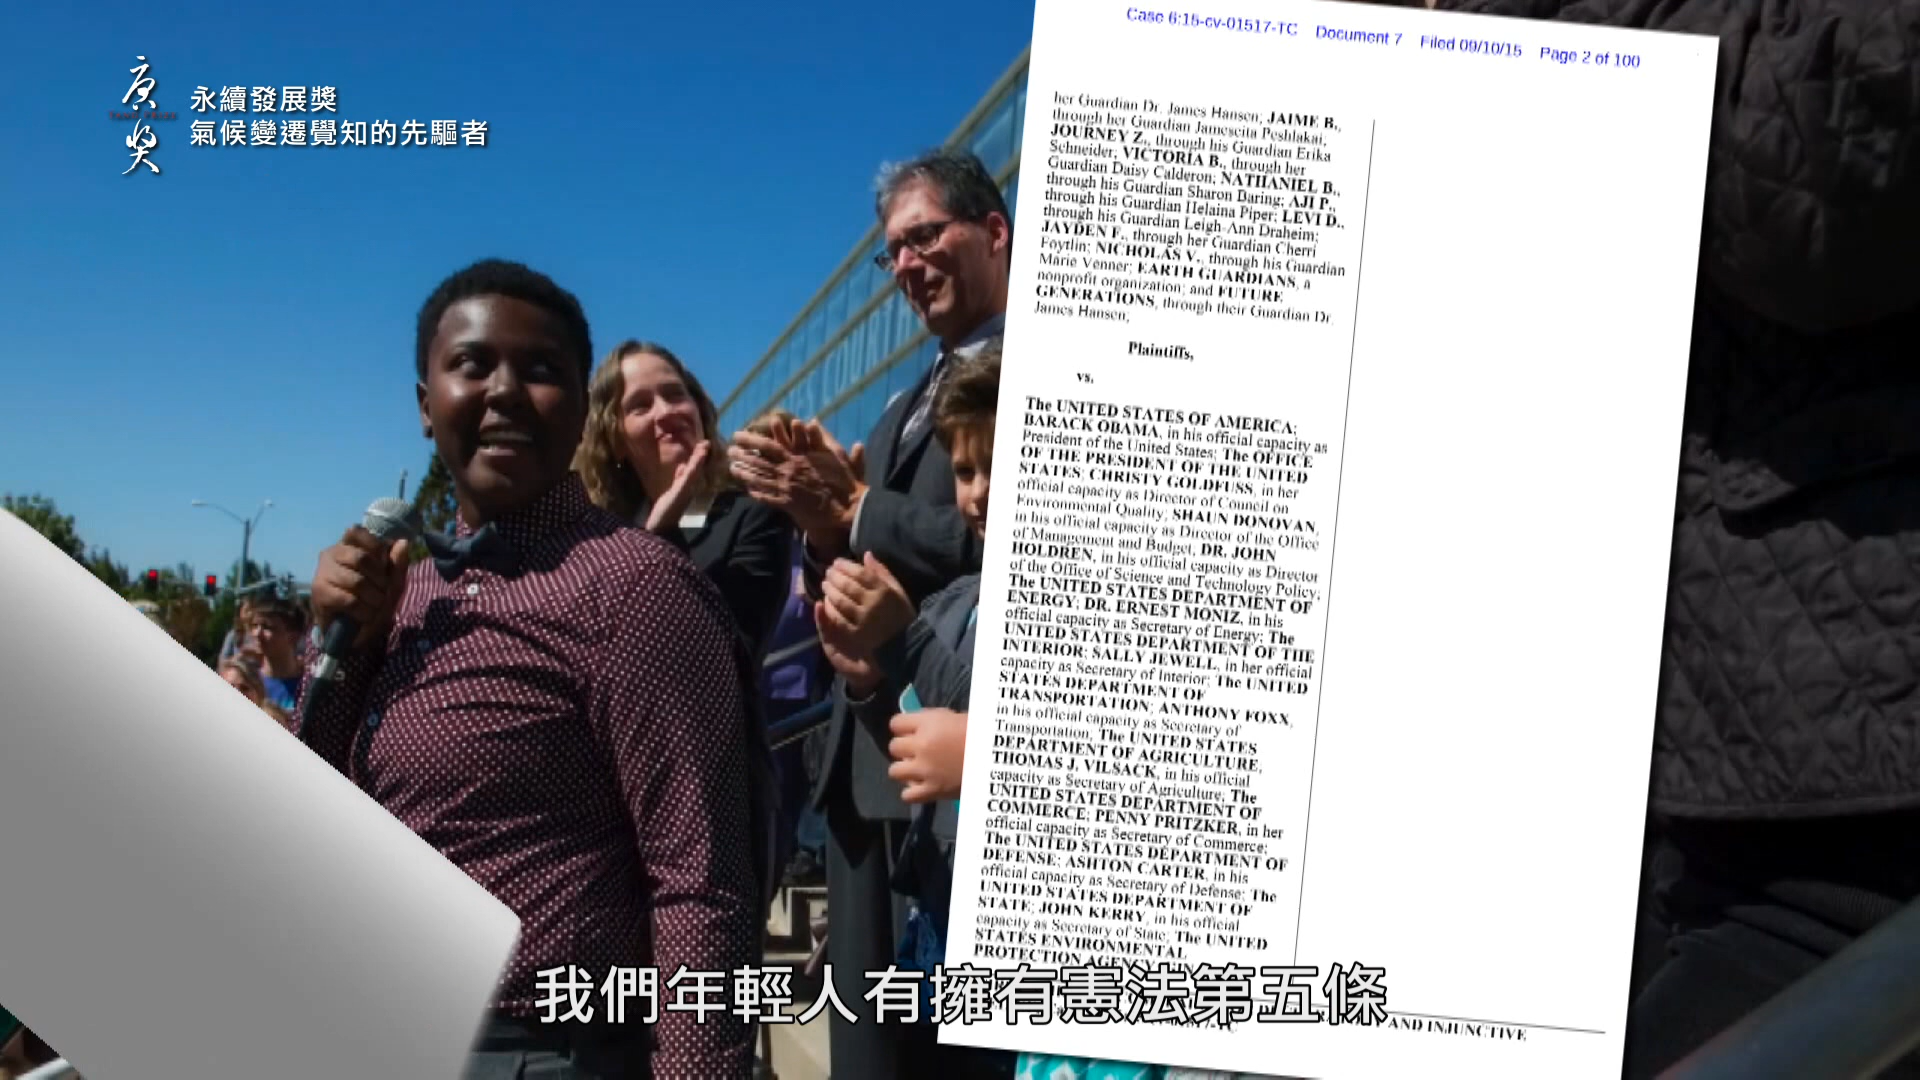 唐獎
TANG PRIZE
永續發展獎
氣候變遷覺知的先驅者
Case 6:15-cv-01517-TC Document 7 Filed 09/10/15 Page 2 of 100
her Guardian Dr. James Hansen; JAIME B.,
through her Guardian Jamescita Peshlakai;
JOURNEY Z., through his Guardian Erika
Schneider; VICTORIA B., through her
Guardian Daisy Calderon; NATHANIEL B.,
through his Guardian Sharon Baring; AJI P.,
through his Guardian Helaina Piper; LEVI D.,
through his Guardian Leigh-Ann Draheim;
JAYDEN F., through her Guardian Cherri
Foytlin; NICHOLAS V., through his Guardian
Marie Venner; EARTH GUARDIANS, a
nonprofit organization; and FUTURE
GENERATIONS, through their Guardian Dr.
James Hansen;
Plaintiffs,
vs.
The UNITED STATES OF AMERICA;
BARACK OBAMA, in his official capacity as
President of the United States; The OFFICE
OF THE PRESIDENT OF THE UNITED
STATES; CHRISTY GOLDFUSS, in her
official capacity as Director of Council on
Environmental Quality; SHAUN DONOVAN,
in his official capacity as Director of the Office
of Management and Budget, DR. JOHN
HOLDREN, in his official capacity as Director
of the Office of Science and Technology Policy;
The UNITED STATES DEPARTMENT OF
ENERGY; DR. ERNEST MONIZ, in his
official capacity as Secretary of Energy; The
UNITED STATES DEPARTMENT OF THE
INTERIOR; SALLY JEWELL, in her official
capacity as Secretary of Interior; The UNITED
STATES DEPARTMENT OF
TRANSPORTATION; ANTHONY FOXX,
in his official capacity as Secretary of
Transportation; The UNITED STATES
DEPARTMENT OF AGRICULTURE;
THOMAS J. VILSACK, in his official
capacity as Secretary of Agriculture; The
UNITED STATES DEPARTMENT OF
COMMERCE; PENNY PRITZKER, in her
official capacity as Secretary of Commerce;
The UNITED STATES DEPARTMENT OF
DEFENSE; ASHTON CARTER, in his
official capacity as Secretary of Defense; The
UNITED STATES DEPARTMENT OF
STATE; JOHN KERRY, in his official
capacity as Secretary of State; The UNITED
STATES ENVIRONMENTAL
PROTECTION AGENCY
AND INJUNCTIVE
我們年輕人有擁有憲法第五條